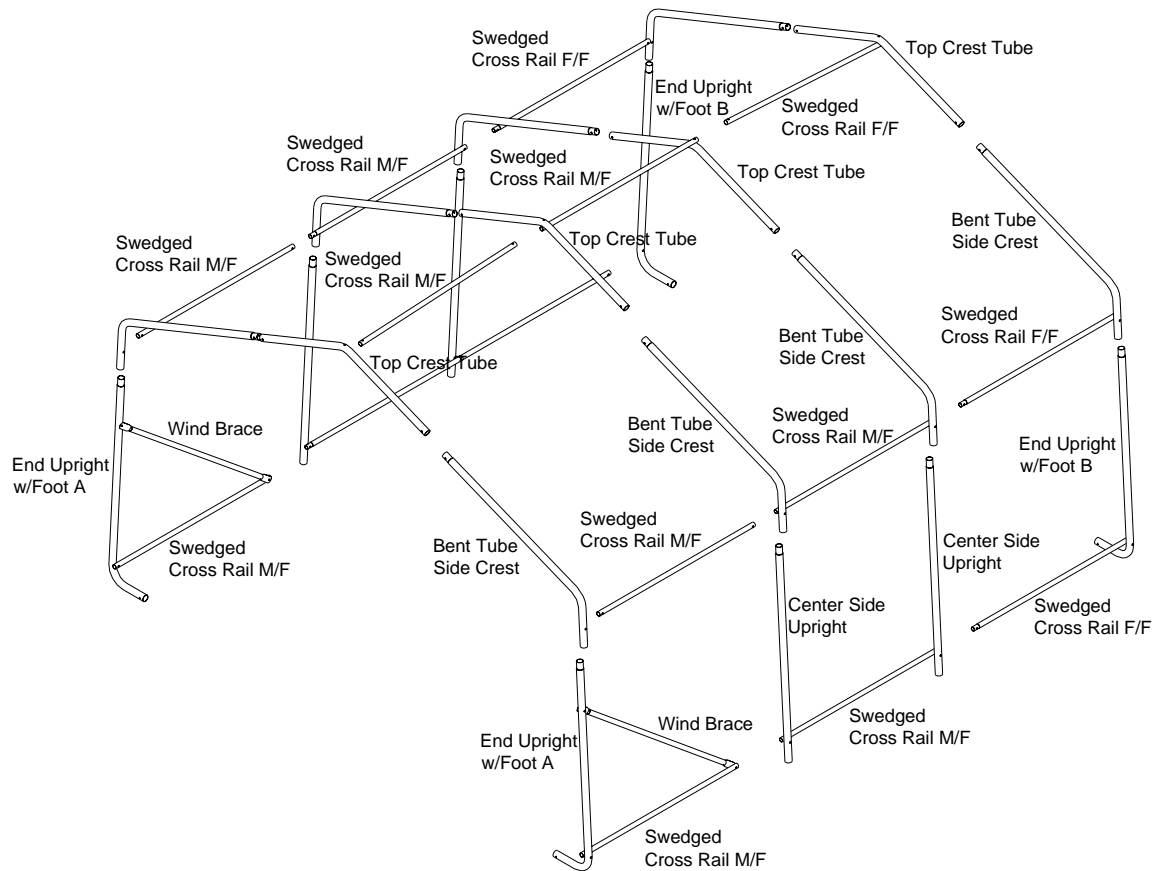 Swedged
Cross Rail F/F
Top Crest Tube
End Upright
w/Foot B
Swedged
Cross Rail F/F
Swedged
Cross Rail M/F
Swedged
Cross Rail M/F
Top Crest Tube
Bent Tube
Side Crest
Swedged
Cross Rail M/F
Swedged
Cross Rail M/F
Top Crest Tube
Swedged
Cross Rail F/F
Bent Tube
Side Crest
Top Crest Tube
Wind Brace
Bent Tube
Side Crest
Swedged
Cross Rail M/F
End Upright
w/Foot A
End Upright
w/Foot B
Swedged
Cross Rail M/F
Bent Tube
Side Crest
Swedged
Cross Rail M/F
Center Side
Upright
Center Side
Upright
Swedged
Cross Rail F/F
End Upright
w/Foot A
Wind Brace
Swedged
Cross Rail M/F
Swedged
Cross Rail M/F